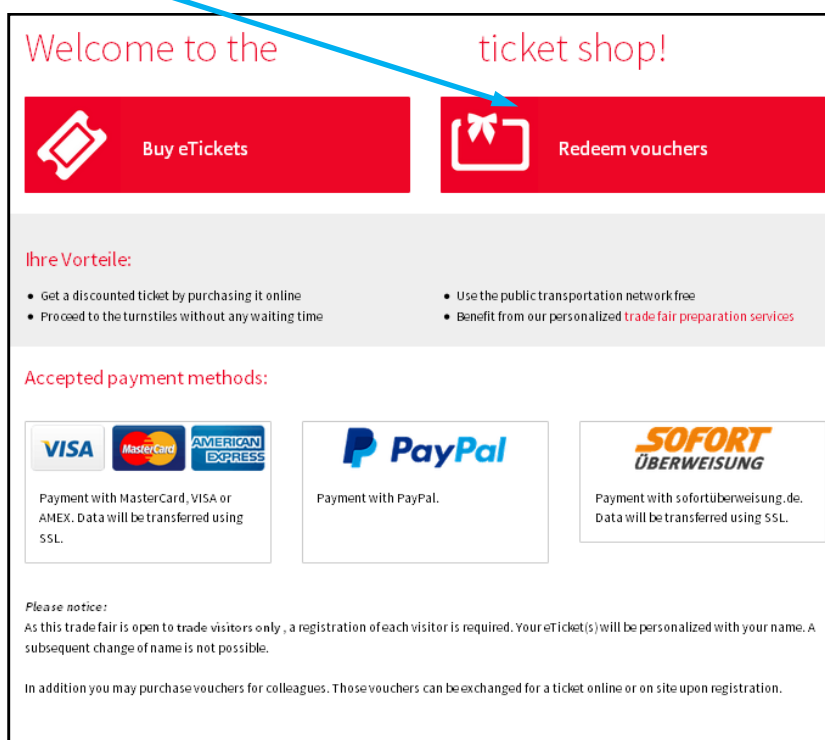 Welcome to the ticket shop!
Buy eTickets
Redeem vouchers
Ihre Vorteile:
• Get a discounted ticket by purchasing it online
• Proceed to the turnstiles without any waiting time
• Use the public transportation network free
• Benefit from our personalized trade fair preparation services
Accepted payment methods:
VISA
MasterCard
AMERICAN
EXPRESS
Payment with MasterCard, VISA or
AMEX. Data will be transferred using
SSL.
PayPal
Payment with PayPal.
SOFORT
ÜBERWEISUNG
Payment with sofortüberweisung.de.
Data will be transferred using SSL.
Please notice:
As this trade fair is open to trade visitors only , a registration of each visitor is required. Your eTicket(s) will be personalized with your name. A
subsequent change of name is not possible.
In addition you may purchase vouchers for colleagues. Those vouchers can be exchanged for a ticket online or on site upon registration.